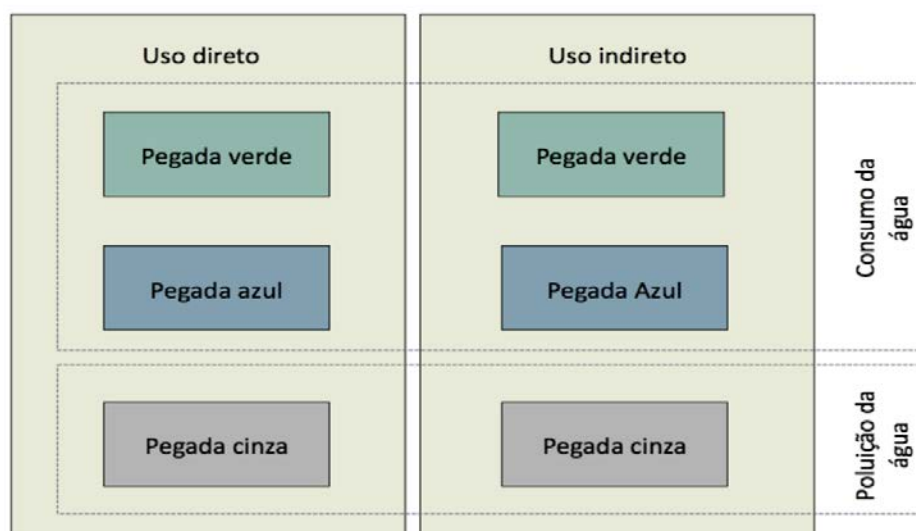 Uso direto
Uso indireto
Pegada verde
Pegada verde
Pegada azul
Pegada Azul
Consumo da
água
Pegada cinza
Pegada cinza
Poluição da
água